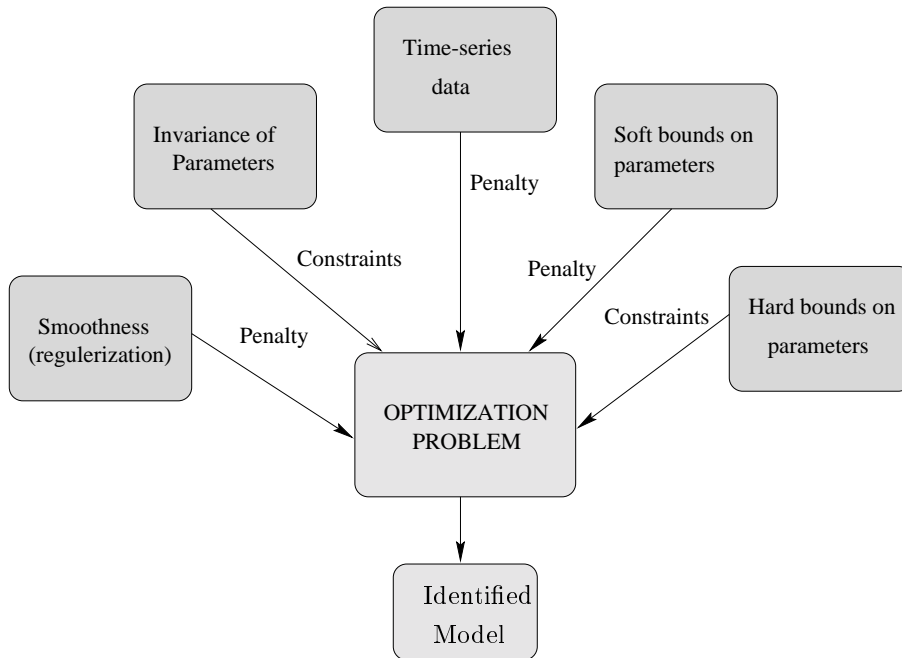 Time-series
data
Invariance of
Parameters
Soft bounds on
parameters
Penalty
Constraints
Penalty
Smoothness
(regulerization)
Penalty
Constraints
Hard bounds on
parameters
OPTIMIZATION
PROBLEM
Identified
Model